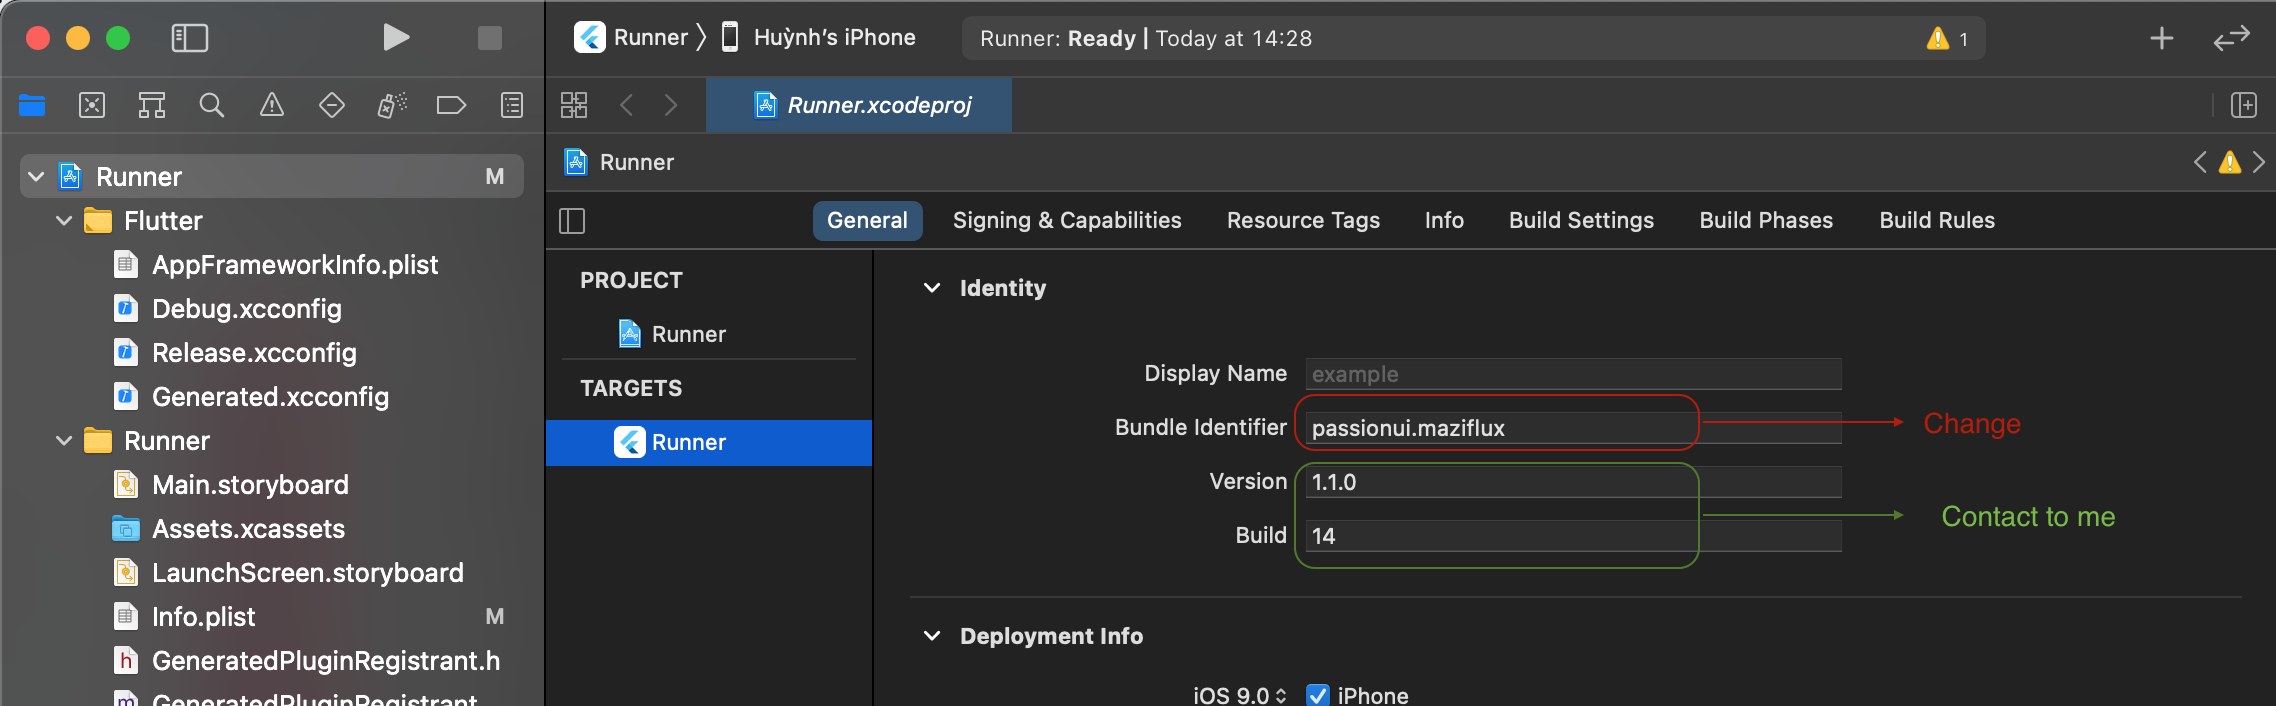 Runner
Huỳnh’s iPhone
Runner: Ready | Today at 14:28
1
Runner.xcodeproj
Runner M
Flutter
AppFrameworkInfo.plist
Debug.xcconfig
Release.xcconfig
Generated.xcconfig
Runner
Main.storyboard
Assets.xcassets
LaunchScreen.storyboard
Info.plist M
GeneratedPluginRegistrant.h
GeneratedPluginRegistrant
Runner
General Signing & Capabilities Resource Tags Info Build Settings Build Phases Build Rules
PROJECT
Runner
TARGETS
Runner
Identity
Display Name example
Bundle Identifier passionui.maziflux Change
Version 1.1.0
Contact to me
Build 14
Deployment Info
iOS 9.0 iPhone